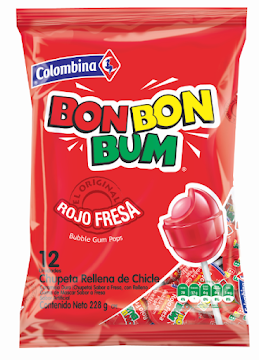 Colombina
BON BON
BUM
EL ORIGINAL
ROJO FRESA
Bubble Gum Pops
12
Chupeta Rellena de Chicle
Contenido Neto 228 g